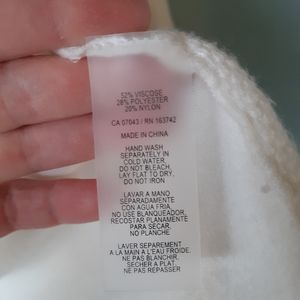 52% VISCOSE
28% POLYESTER
20% NYLON
CA 07043 / RN 163742
MADE IN CHINA
HAND WASH
SEPARATELY IN
COLD WATER,
DO NOT BLEACH,
LAY FLAT TO DRY,
DO NOT IRON
LAVAR A MANO
SEPARADAMENTE
CON AGUA FRIA,
NO USE BLANQUEADOR,
RECOSTAR PLANAMENTE
PARA SECAR,
NO PLANCHE
LAVER SEPAREMENT
A LA MAIN A L'EAU FROIDE.
NE PAS BLANCHIR,
SECHER A PLAT.
NE PAS REPASSER